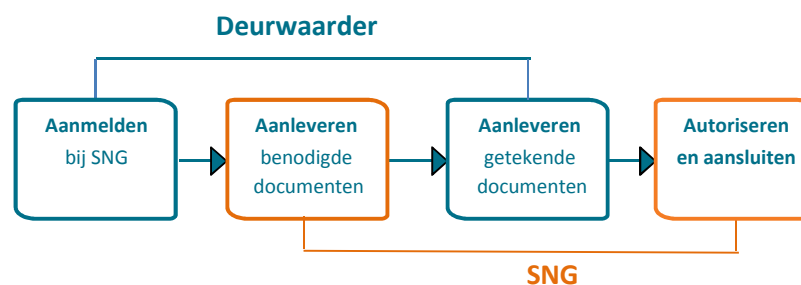 Deurwaarder
Aanmelden
bij SNG
Aanleveren
benodigde
documenten
Aanleveren
getekende
documenten
Autoriseren
en aansluiten
SNG